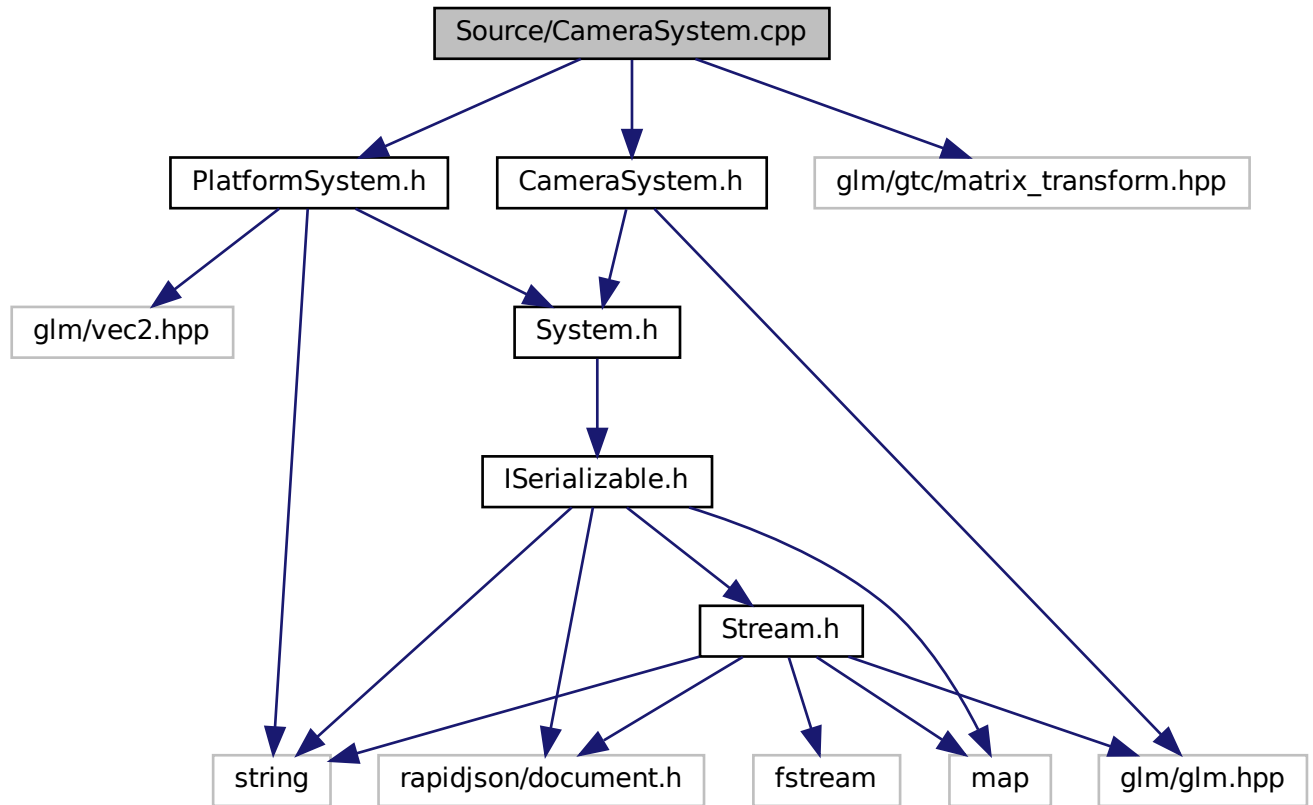 Source/CameraSystem.cpp
PlatformSystem.h
CameraSystem.h
glm/gtc/matrix_transform.hpp
glm/vec2.hpp
System.h
ISerializable.h
Stream.h
string
rapidjson/document.h
fstream
map
glm/glm.hpp